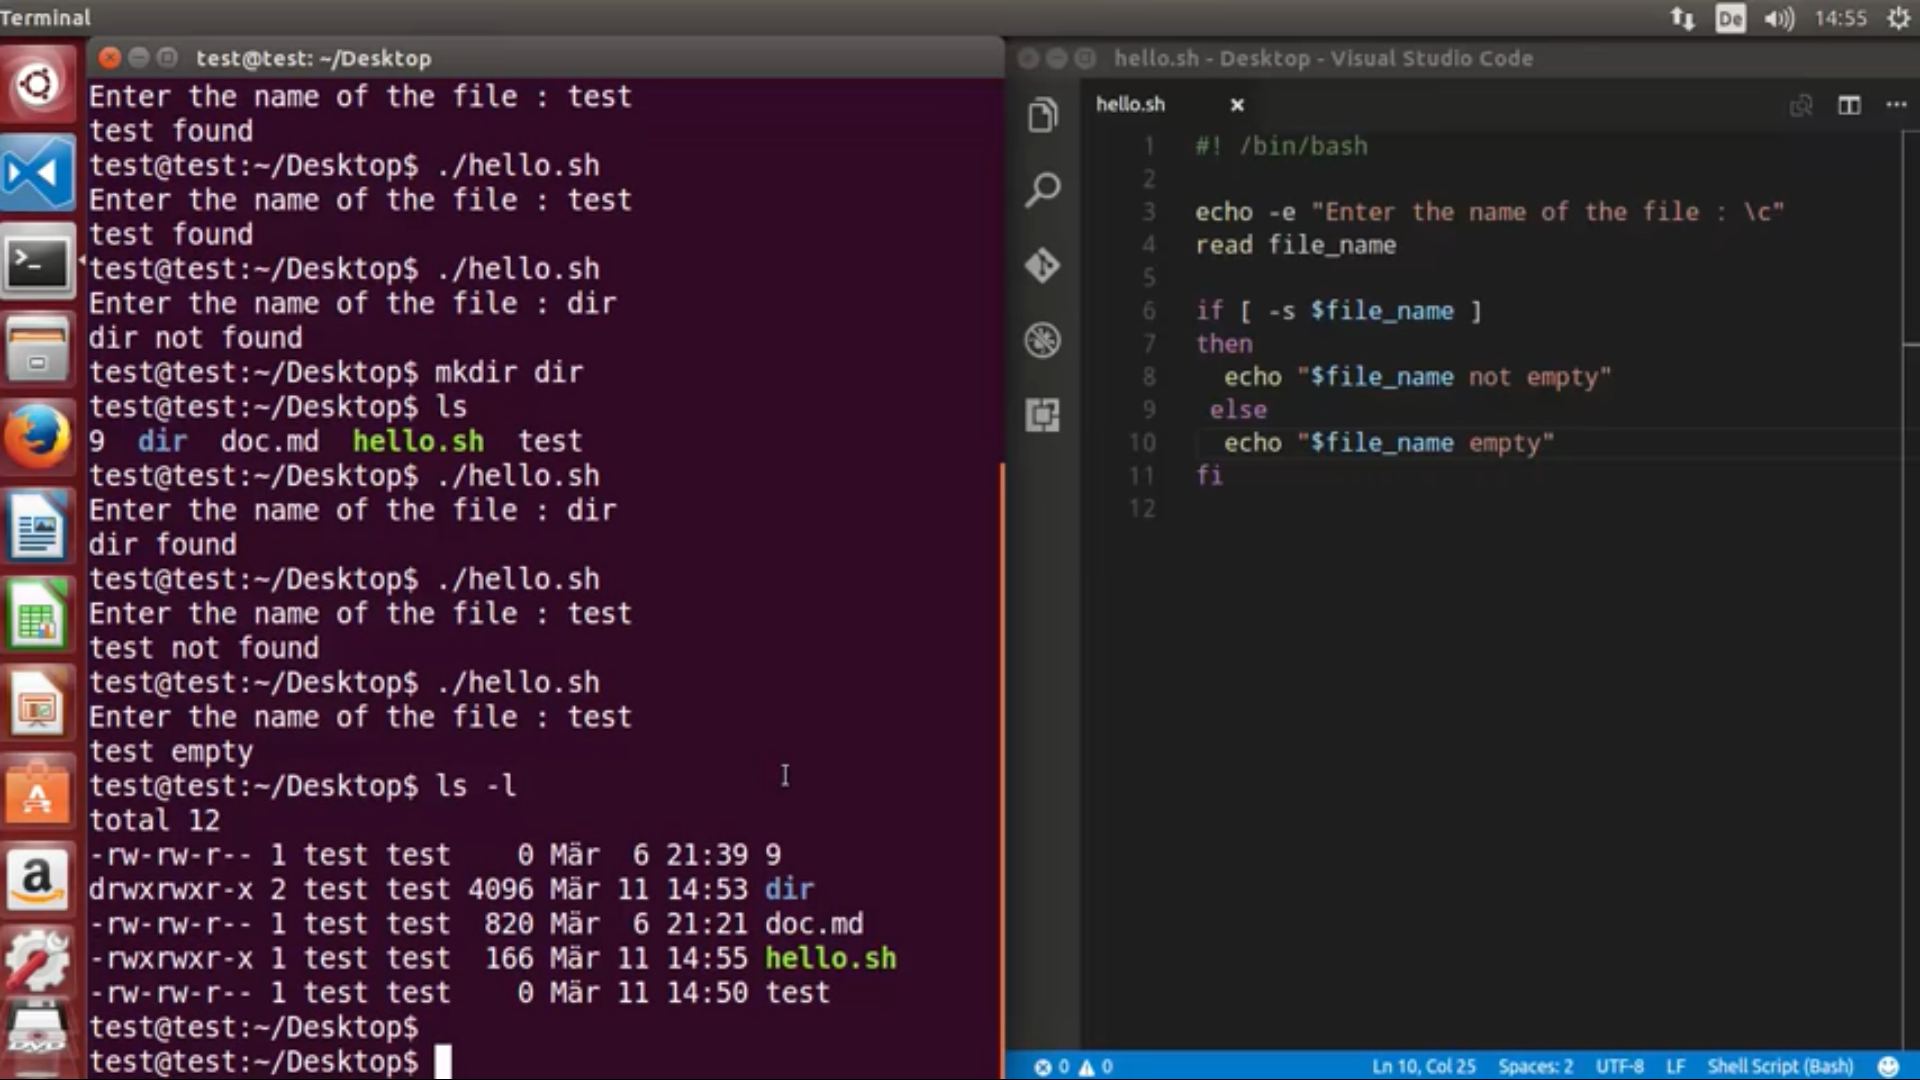 Terminal
De
14:55
test@test: ~/Desktop
Enter the name of the file : test
test found
test@test:~/Desktop$ ./hello.sh
Enter the name of the file : test
test found
test@test:~/Desktop$ ./hello.sh
Enter the name of the file : dir
dir not found
test@test:~/Desktop$ mkdir dir
test@test:~/Desktop$ ls
9  dir  doc.md  hello.sh  test
test@test:~/Desktop$ ./hello.sh
Enter the name of the file : dir
dir found
test@test:~/Desktop$ ./hello.sh
Enter the name of the file : test
test not found
test@test:~/Desktop$ ./hello.sh
Enter the name of the file : test
test empty
test@test:~/Desktop$ ls -l
total 12
-rw-rw-r-- 1 test test    0 Mär  6 21:39 9
drwxrwxr-x 2 test test 4096 Mär 11 14:53 dir
-rw-rw-r-- 1 test test  820 Mär  6 21:21 doc.md
-rwxrwxr-x 1 test test  166 Mär 11 14:55 hello.sh
-rw-rw-r-- 1 test test    0 Mär 11 14:50 test
test@test:~/Desktop$
test@test:~/Desktop$
hello.sh - Desktop - Visual Studio Code
hello.sh
1 #! /bin/bash
2
3 echo -e "Enter the name of the file : \c"
4 read file_name
5
6 if [ -s $file_name ]
7 then
8   echo "$file_name not empty"
9  else
10   echo "$file_name empty"
11 fi
12
0 0 Ln 10, Col 25 Spaces: 2 UTF-8 LF Shell Script (Bash)
a
DVD